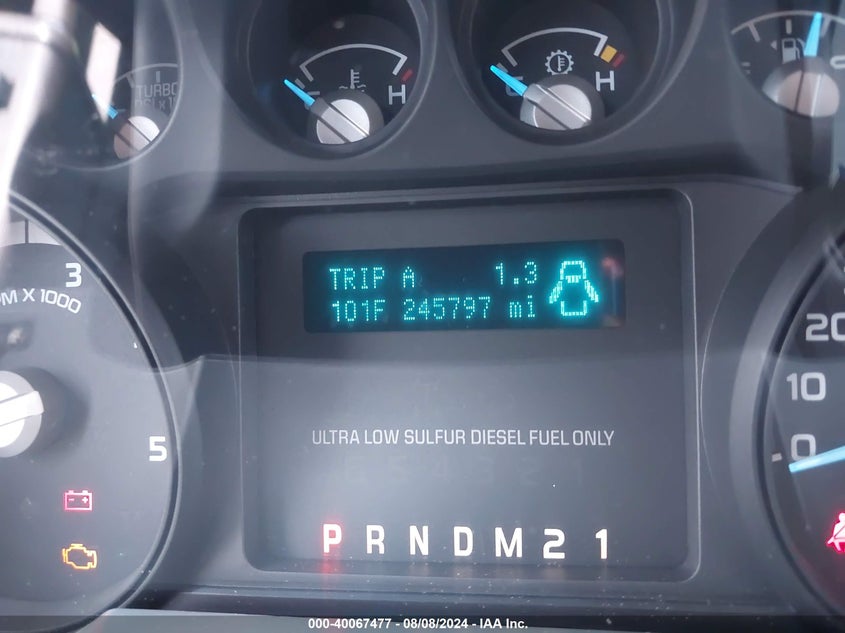 TURBO
H
H
3
TRIP A 1.3
101F 245797 mi
X 1000
20
10
0
5
ULTRA LOW SULFUR DIESEL FUEL ONLY
P R N D M 2 1
000-40067477 - 08/08/2024 - IAA Inc.